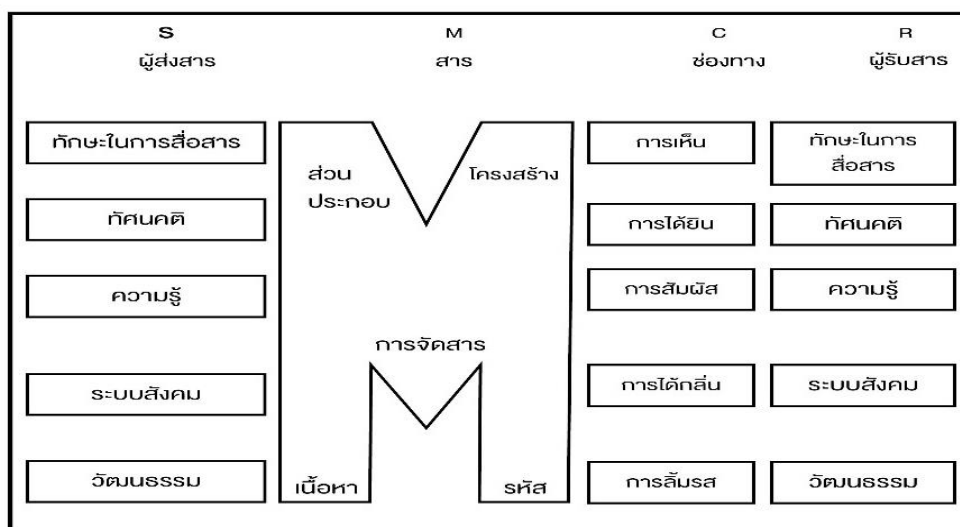 S M C R
ผู้ส่งสาร สาร ช่องทาง ผู้รับสาร
ทักษะในการสื่อสาร
ทัศนคติ
ความรู้
ระบบสังคม
วัฒนธรรม
ส่วน
ประกอบ
โครงสร้าง
การจัดสาร
เนื้อหา
รหัส
การเห็น
การได้ยิน
การสัมผัส
การได้กลิ่น
การลิ้มรส
ทักษะในการ
สื่อสาร
ทัศนคติ
ความรู้
ระบบสังคม
วัฒนธรรม